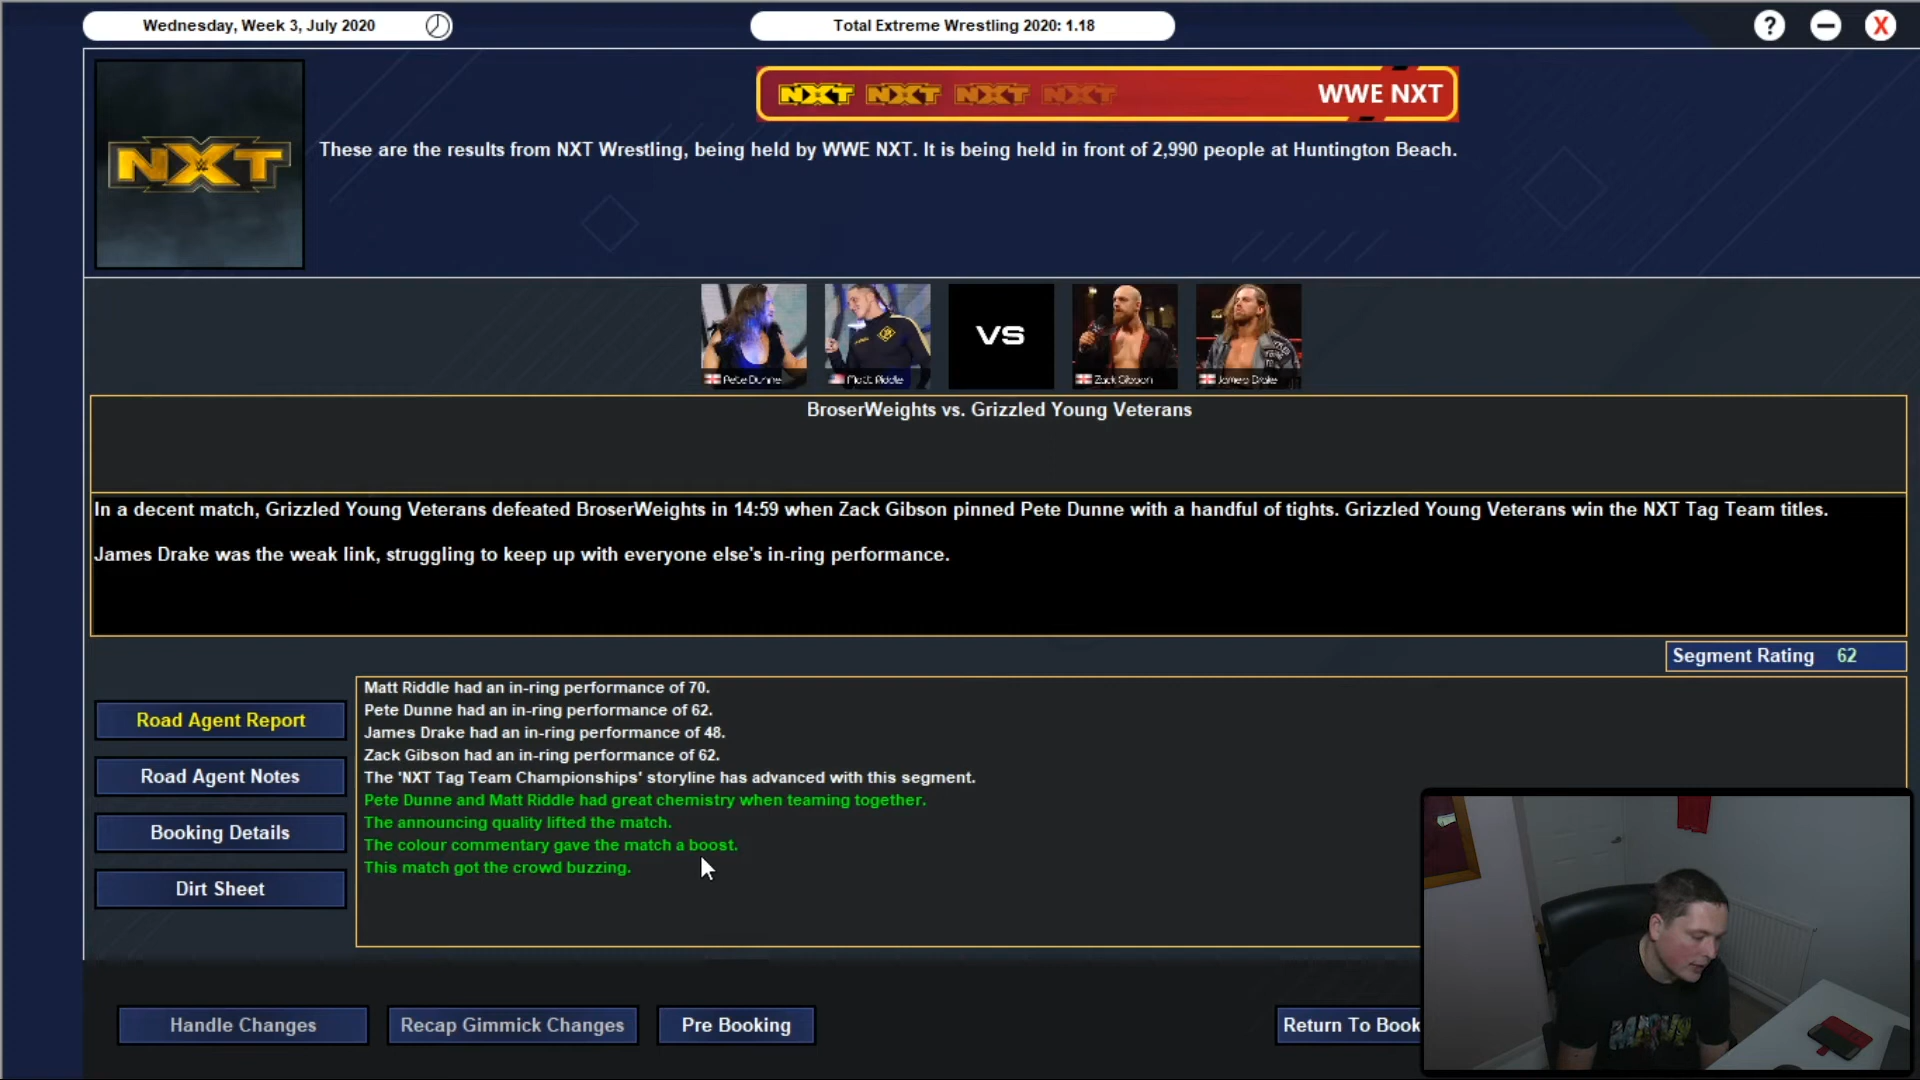 Wednesday, Week 3, July 2020
Total Extreme Wrestling 2020: 1.18
?
X
NXT NXT NXT NXT
WWE NXT
NXT
These are the results from NXT Wrestling, being held by WWE NXT. It is being held in front of 2,990 people at Huntington Beach.
Pete Dunne
Matt Riddle
VS
Zack Gibson
James Drake
BroserWeights vs. Grizzled Young Veterans
In a decent match, Grizzled Young Veterans defeated BroserWeights in 14:59 when Zack Gibson pinned Pete Dunne with a handful of tights. Grizzled Young Veterans win the NXT Tag Team titles.
James Drake was the weak link, struggling to keep up with everyone else's in-ring performance.
Segment Rating 62
Road Agent Report
Road Agent Notes
Booking Details
Dirt Sheet
Matt Riddle had an in-ring performance of 70.
Pete Dunne had an in-ring performance of 62.
James Drake had an in-ring performance of 48.
Zack Gibson had an in-ring performance of 62.
The 'NXT Tag Team Championships' storyline has advanced with this segment.
Pete Dunne and Matt Riddle had great chemistry when teaming together.
The announcing quality lifted the match.
The colour commentary gave the match a boost.
This match got the crowd buzzing.
Handle Changes
Recap Gimmick Changes
Pre Booking
Return To Book